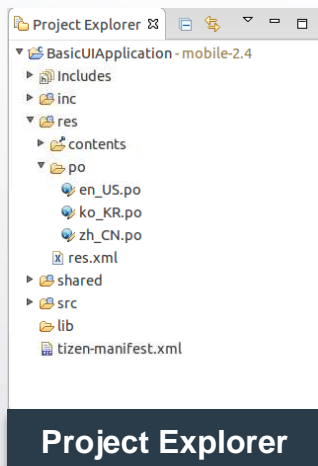 Project Explorer
BasicUIApplication - mobile-2.4
Includes
inc
res
contents
po
en_US.po
ko_KR.po
zh_CN.po
res.xml
shared
src
lib
tizen-manifest.xml
Project Explorer